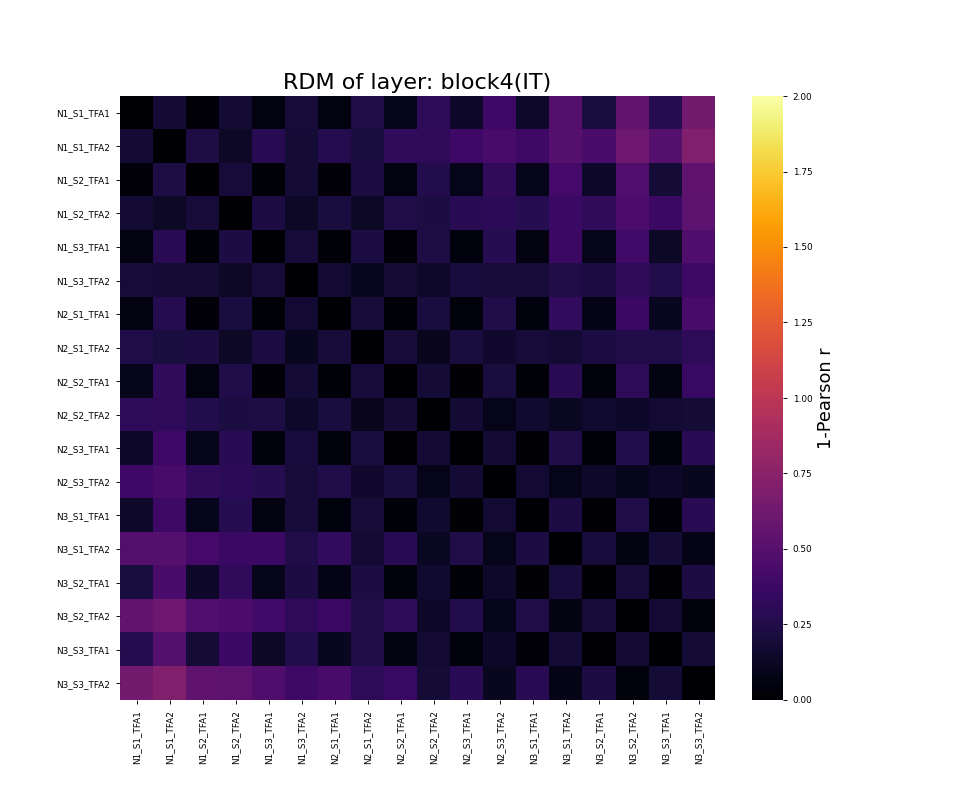 RDM of layer: block4(IT)
N1_S1_TFA1
N1_S1_TFA2
N1_S2_TFA1
N1_S2_TFA2
N1_S3_TFA1
N1_S3_TFA2
N2_S1_TFA1
N2_S1_TFA2
N2_S2_TFA1
N2_S2_TFA2
N2_S3_TFA1
N2_S3_TFA2
N3_S1_TFA1
N3_S1_TFA2
N3_S2_TFA1
N3_S2_TFA2
N3_S3_TFA1
N3_S3_TFA2
N1_S1_TFA1
N1_S1_TFA2
N1_S2_TFA1
N1_S2_TFA2
N1_S3_TFA1
N1_S3_TFA2
N2_S1_TFA1
N2_S1_TFA2
N2_S2_TFA1
N2_S2_TFA2
N2_S3_TFA1
N2_S3_TFA2
N3_S1_TFA1
N3_S1_TFA2
N3_S2_TFA1
N3_S2_TFA2
N3_S3_TFA1
N3_S3_TFA2
2.00
1.75
1.50
1.25
1.00
0.75
0.50
0.25
0.00
1-Pearson r